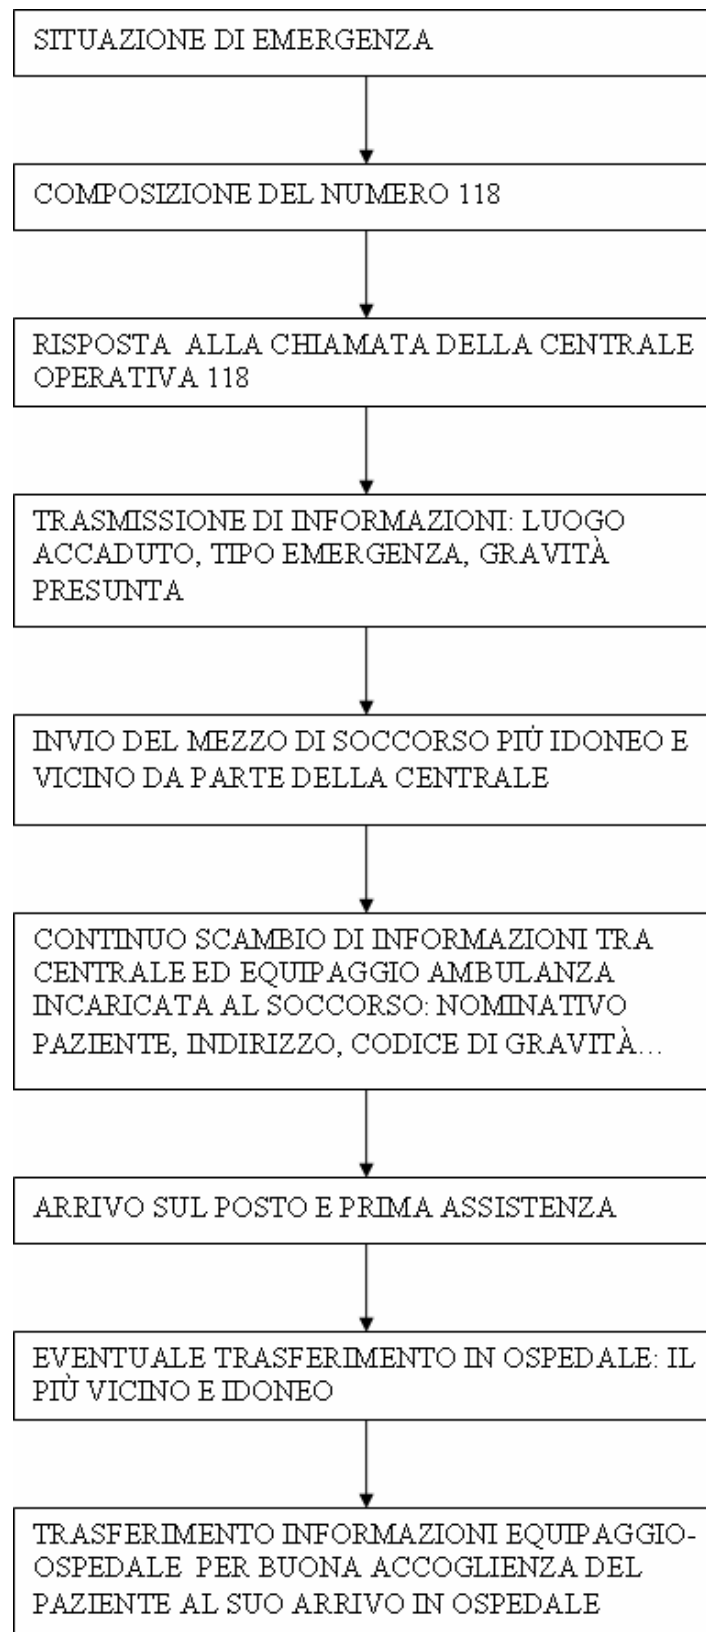 SITUAZIONE DI EMERGENZA
COMPOSIZIONE DEL NUMERO 118
RISPOSTA ALLA CHIAMATA DELLA CENTRALE
OPERATIVA 118
TRASMISSIONE DI INFORMAZIONI: LUOGO
ACCADUTO, TIPO EMERGENZA, GRAVITÀ
PRESUNTA
INVIO DEL MEZZO DI SOCCORSO PIÙ IDONEO E
VICINO DA PARTE DELLA CENTRALE
CONTINUO SCAMBIO DI INFORMAZIONI TRA
CENTRALE ED EQUIPAGGIO AMBULANZA
INCARICATA AL SOCCORSO: NOMINATIVO
PAZIENTE, INDIRIZZO, CODICE DI GRAVITÀ...
ARRIVO SUL POSTO E PRIMA ASSISTENZA
EVENTUALE TRASFERIMENTO IN OSPEDALE: IL
PIÙ VICINO E IDONEO
TRASFERIMENTO INFORMAZIONI EQUIPAGGIO-
OSPEDALE PER BUONA ACCOGLIENZA DEL
PAZIENTE AL SUO ARRIVO IN OSPEDALE